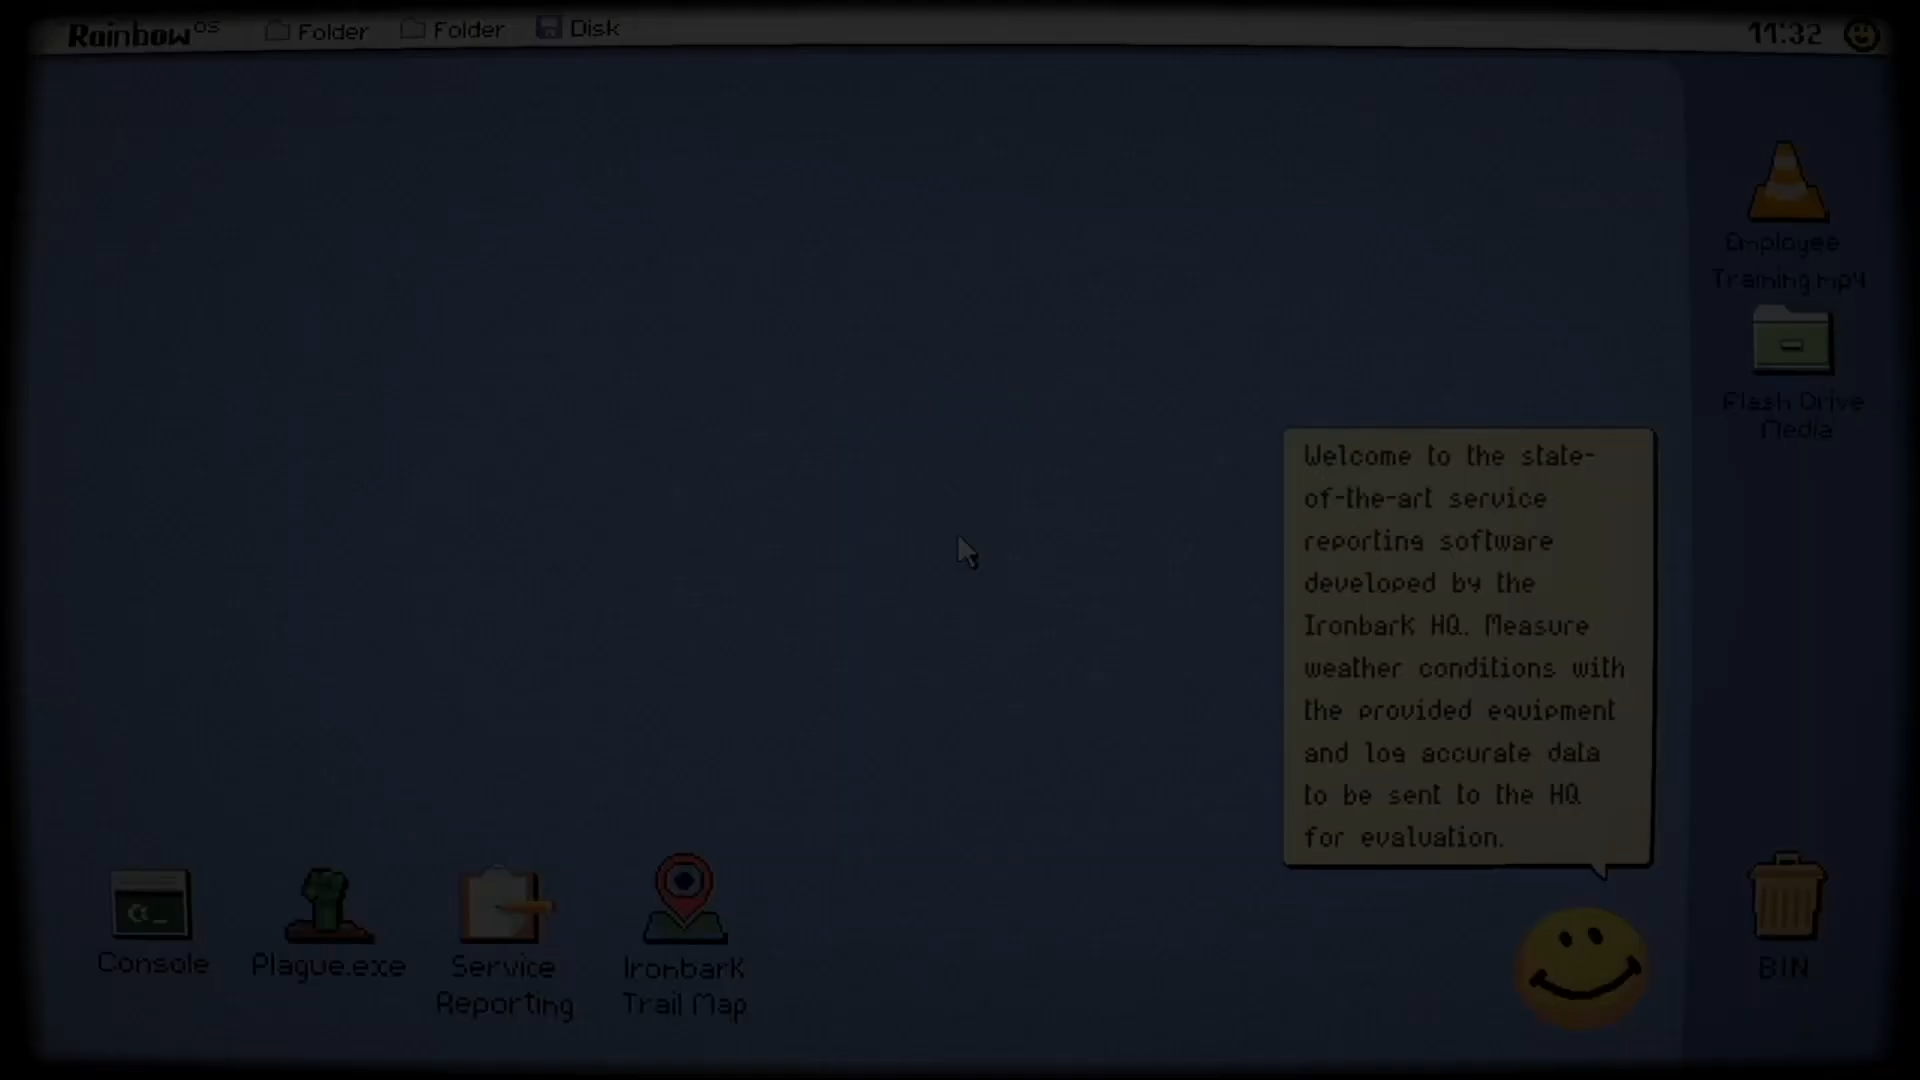 RainbowOS Folder Folder Disk 11:32
Employee
Training.mp4
Flash Drive
Media
Welcome to the state-
of-the-art service
reporting software
developed by the
Ironbark HQ. Measure
weather conditions with
the provided equipment
and log accurate data
to be sent to the HQ
for evaluation.
Console
Plague.exe
Service
Reporting
Ironbark
Trail Map
BIN